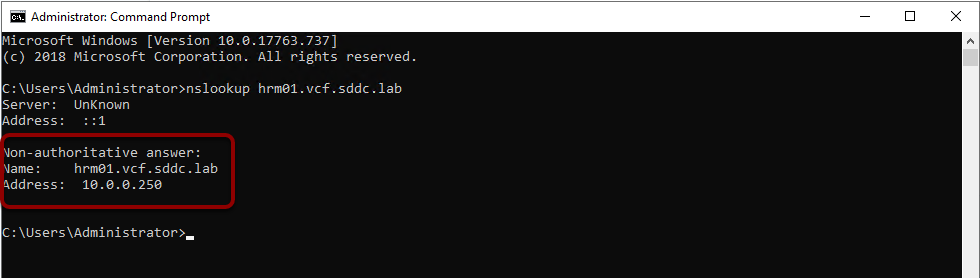 Administrator: Command Prompt
Microsoft Windows [Version 10.0.17763.737]
(c) 2018 Microsoft Corporation. All rights reserved.
C:\Users\Administrator>nslookup hrm01.vcf.sddc.lab
Server:  UnKnown
Address:  ::1
Non-authoritative answer:
Name:    hrm01.vcf.sddc.lab
Address:  10.0.0.250
C:\Users\Administrator>